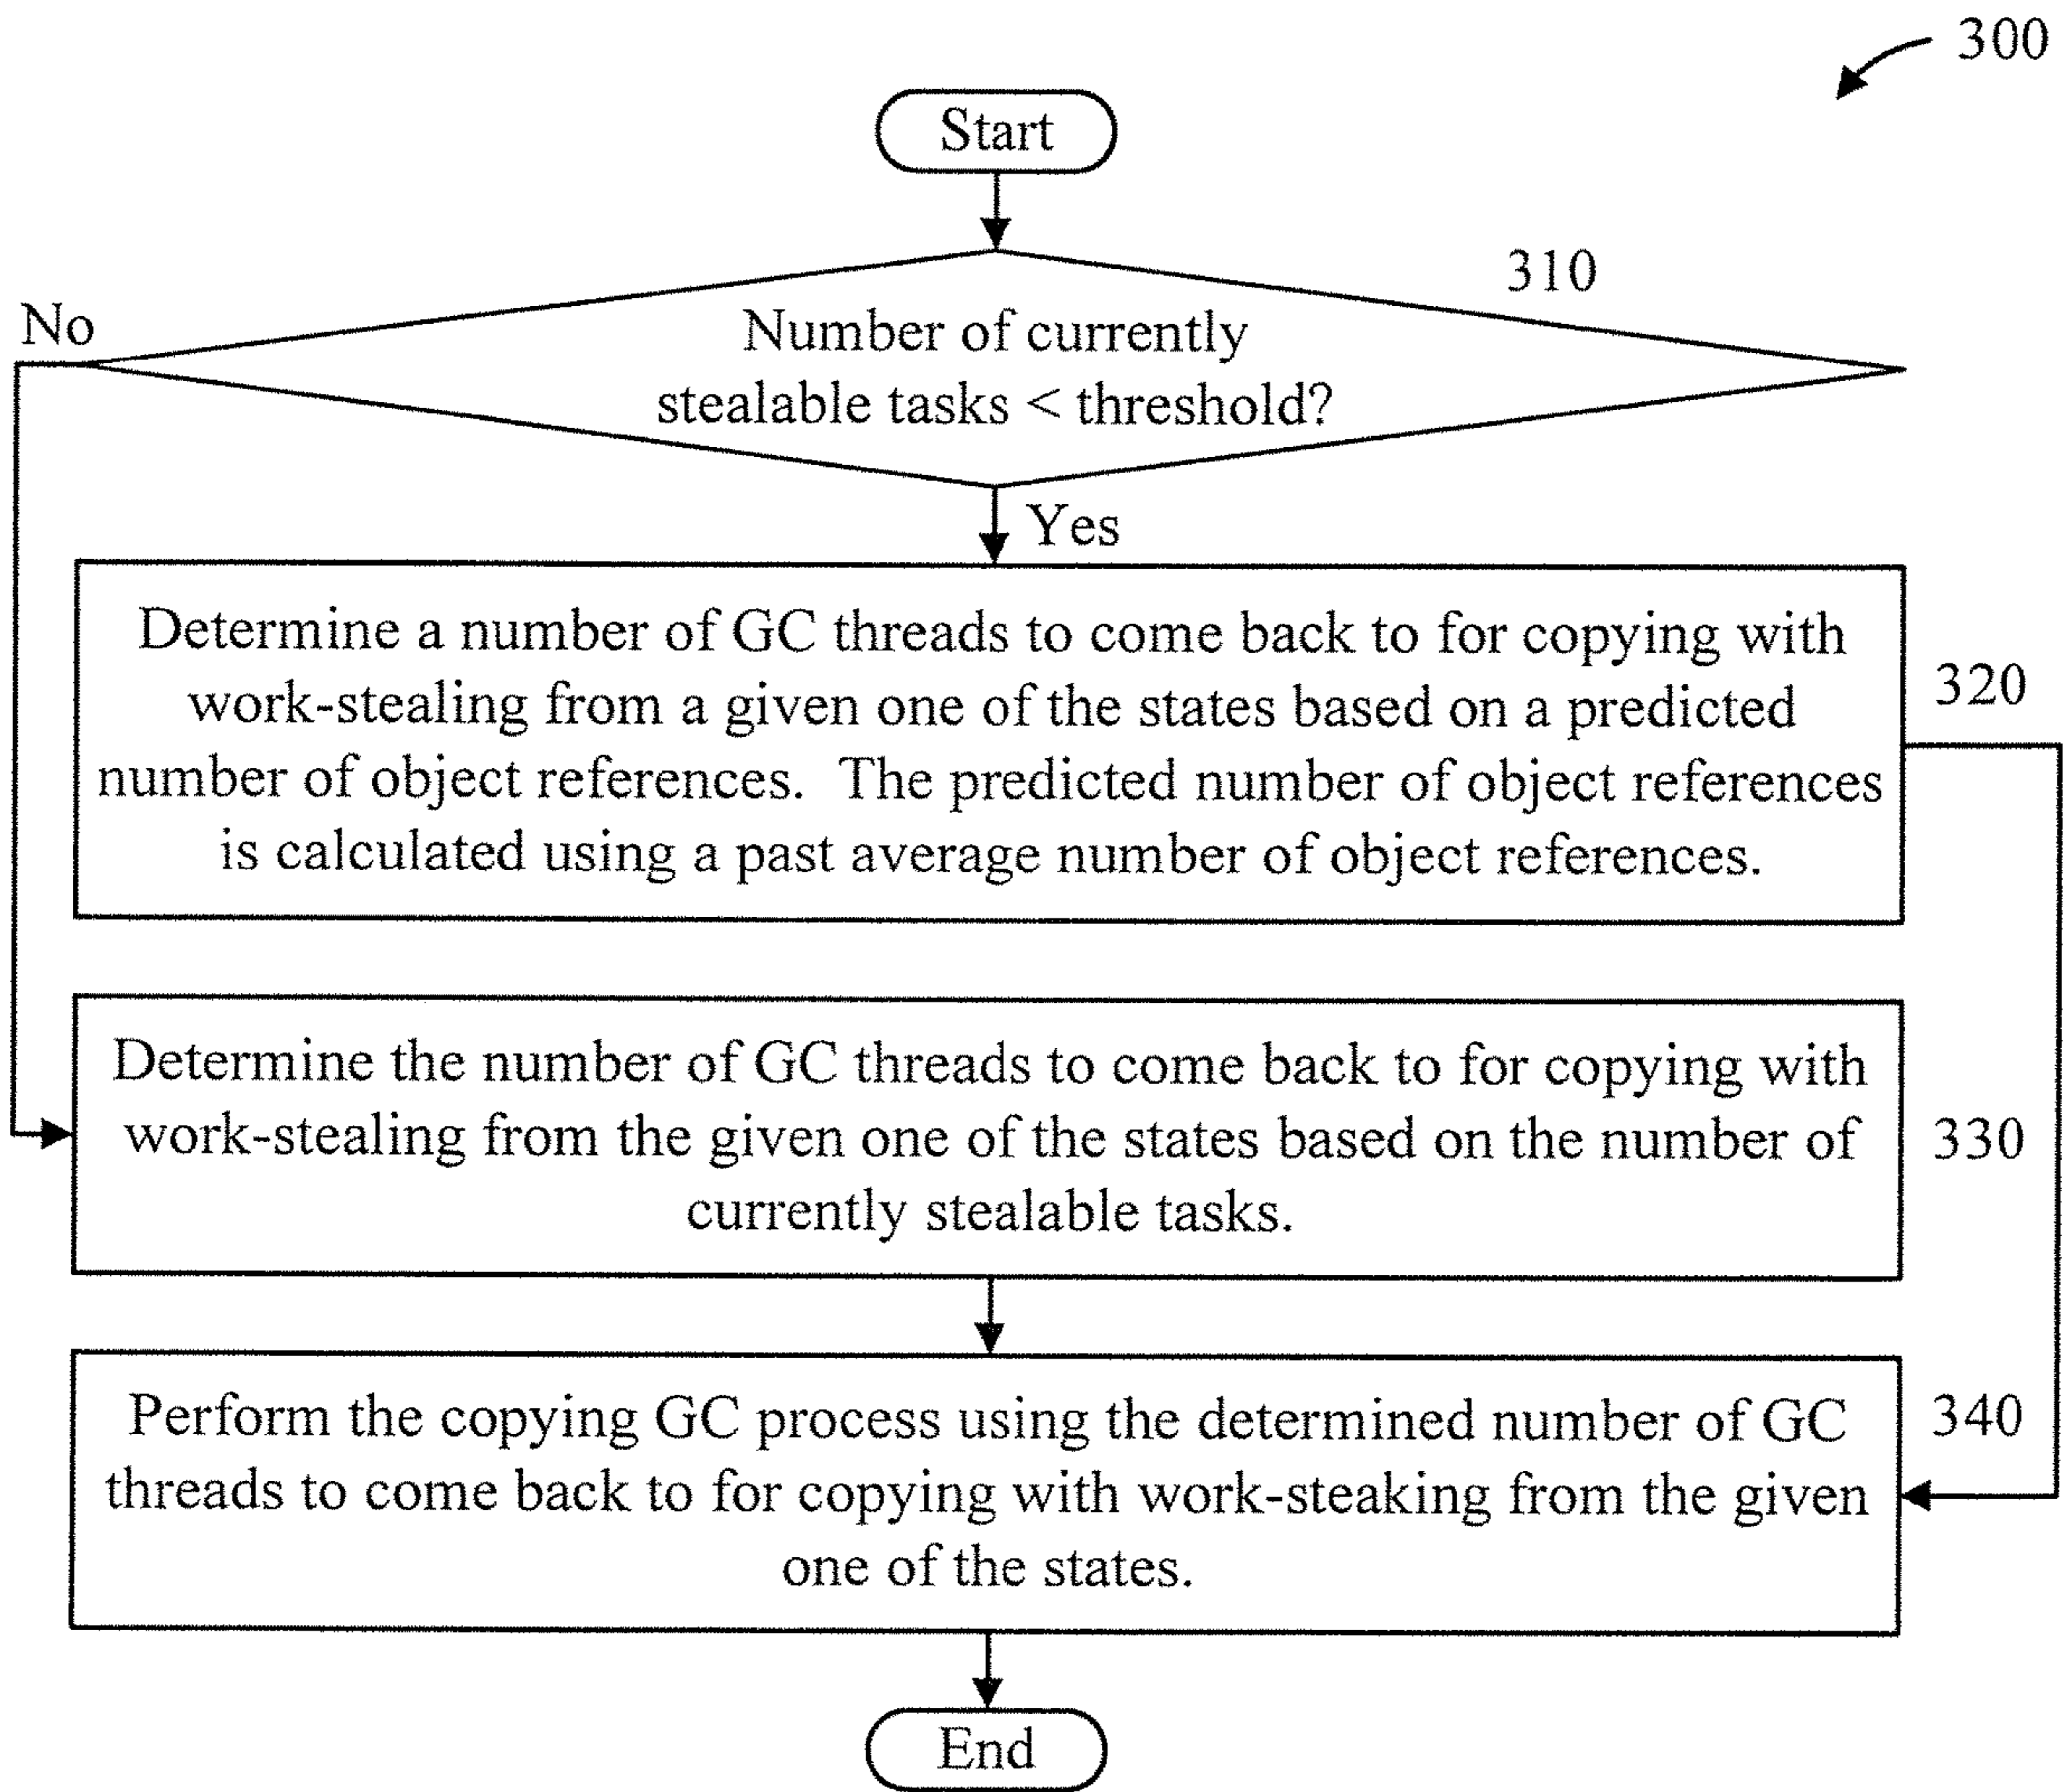 300
Start
310
No
Number of currently
stealable tasks < threshold?
Yes
Determine a number of GC threads to come back to for copying with
work-stealing from a given one of the states based on a predicted
number of object references. The predicted number of object references
is calculated using a past average number of object references.
320
Determine the number of GC threads to come back to for copying with
work-stealing from the given one of the states based on the number of
currently stealable tasks.
330
Perform the copying GC process using the determined number of GC
threads to come back to for copying with work-steaking from the given
one of the states.
340
End